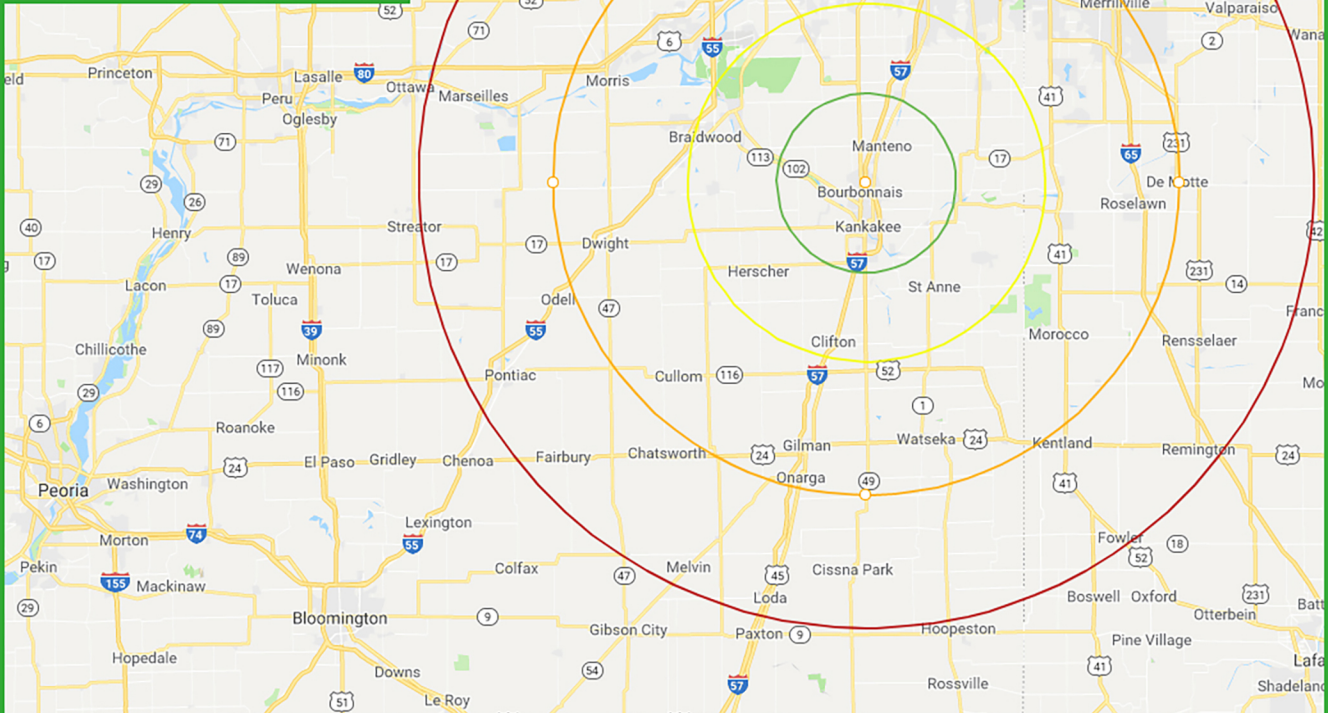 52
52
Merrillville
Valparaiso
71
6
55
2
Wana
eld
Princeton
Lasalle
80
Ottawa
Marseilles
Morris
57
41
Peru
Oglesby
71
Braidwood
113
102
Manteno
17
65
231
29
26
Bourbonnais
De Motte
Roselawn
40
Henry
Streator
17
Dwight
Kankakee
42
17
89
Wenona
17
57
41
231
Lacon
17
Toluca
Herscher
St Anne
14
Odell
47
Franc
89
39
55
Chillicothe
Minonk
Clifton
Morocco
Rensselaer
117
116
Pontiac
Cullom
116
57
52
Mo
29
6
Roanoke
1
24
El Paso
Gridley
Chenoa
Fairbury
Chatsworth
24
Gilman
Watseka
24
Kentland
Remington
24
Peoria
Washington
Onarga
49
41
74
Morton
Lexington
55
Fowler
18
52
Pekin
155
Mackinaw
Colfax
47
Melvin
45
Cissna Park
29
Loda
Boswell
Oxford
231
Batt
Bloomington
9
Gibson City
Paxton
9
Hoopeston
Otterbein
Pine Village
Hopedale
Downs
54
57
41
Lafa
51
Le Roy
Rossville
Shadelan